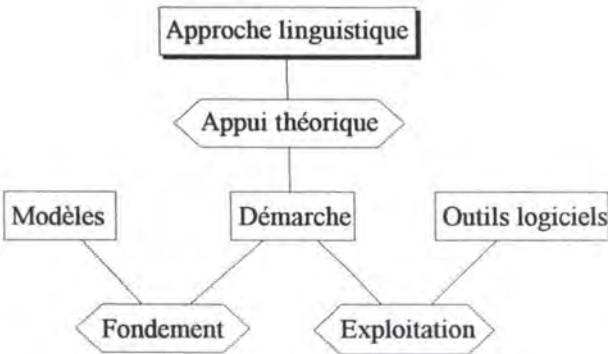 Approche linguistique
Appui théorique
Modèles
Démarche
Outils logiciels
Fondement
Exploitation